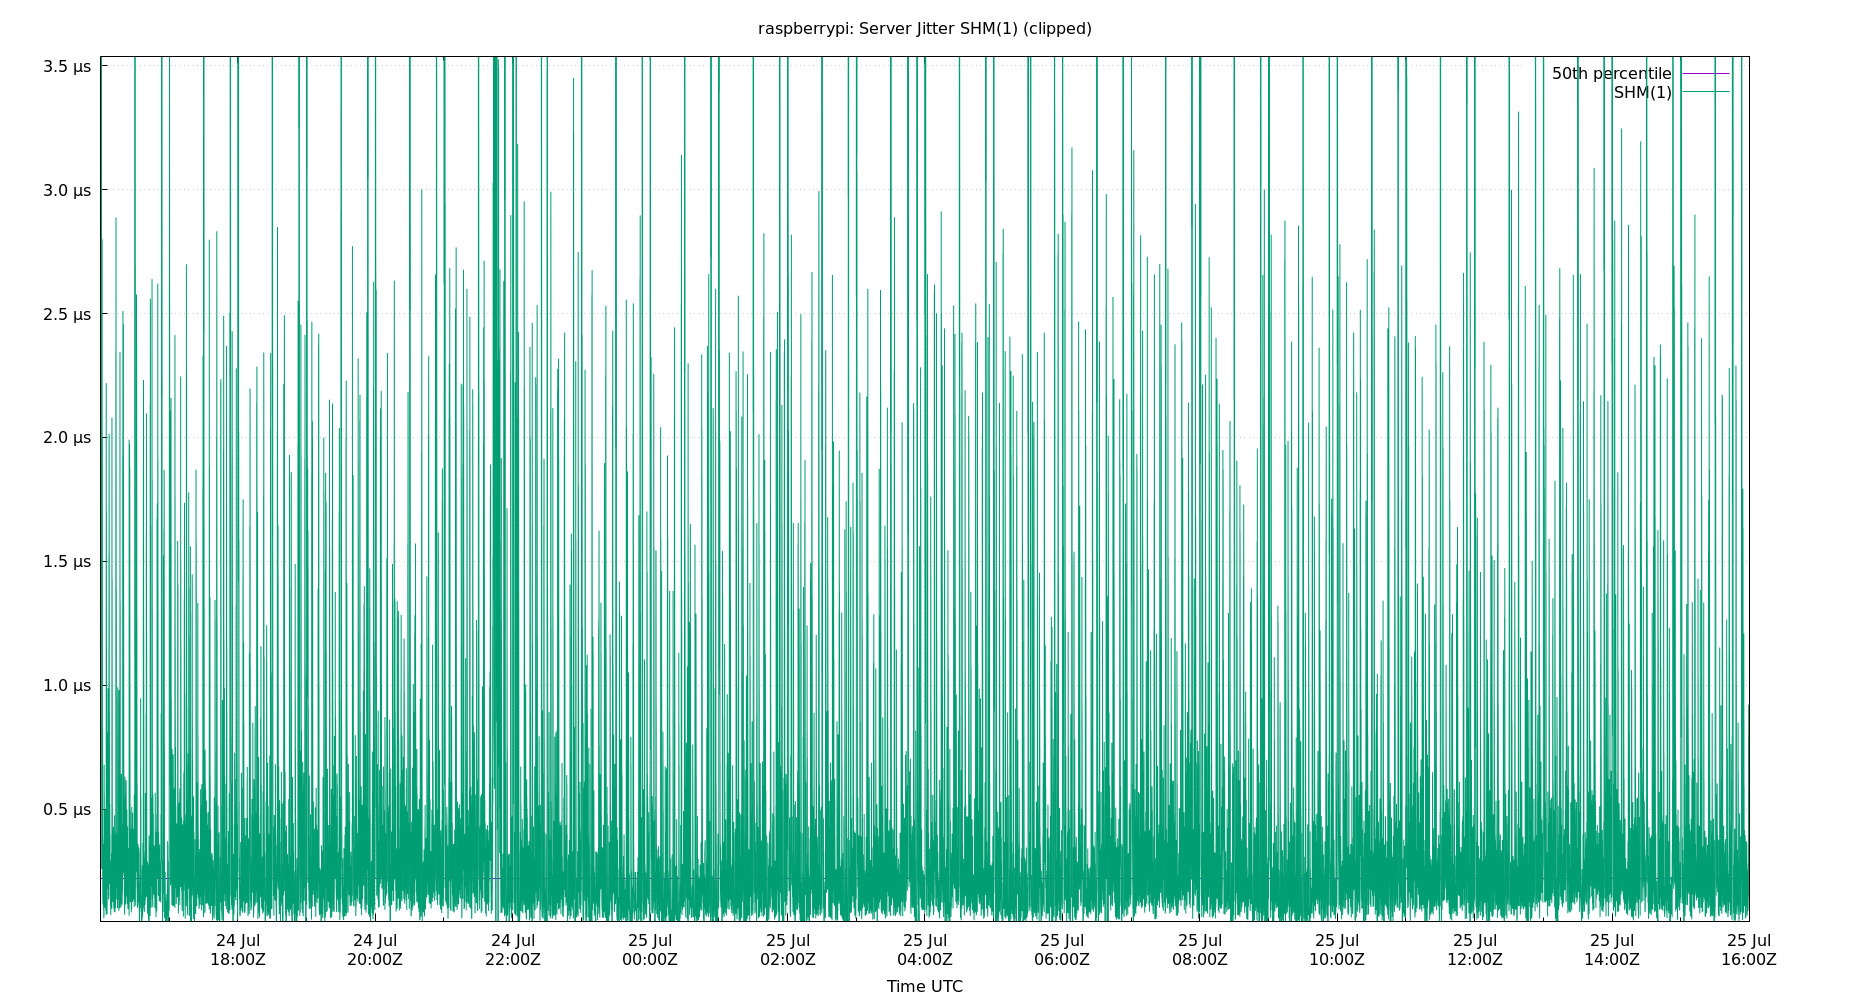 raspberrypi: Server Jitter SHM(1) (clipped)
3.5 µs
50th percentile
SHM(1)
3.0 µs
2.5 µs
2.0 µs
1.5 µs
1.0 µs
0.5 µs
24 Jul 24 Jul 24 Jul 25 Jul 25 Jul 25 Jul 25 Jul 25 Jul 25 Jul 25 Jul 25 Jul 25 Jul
18:00Z 20:00Z 22:00Z 00:00Z 02:00Z 04:00Z 06:00Z 08:00Z 10:00Z 12:00Z 14:00Z 16:00Z
Time UTC